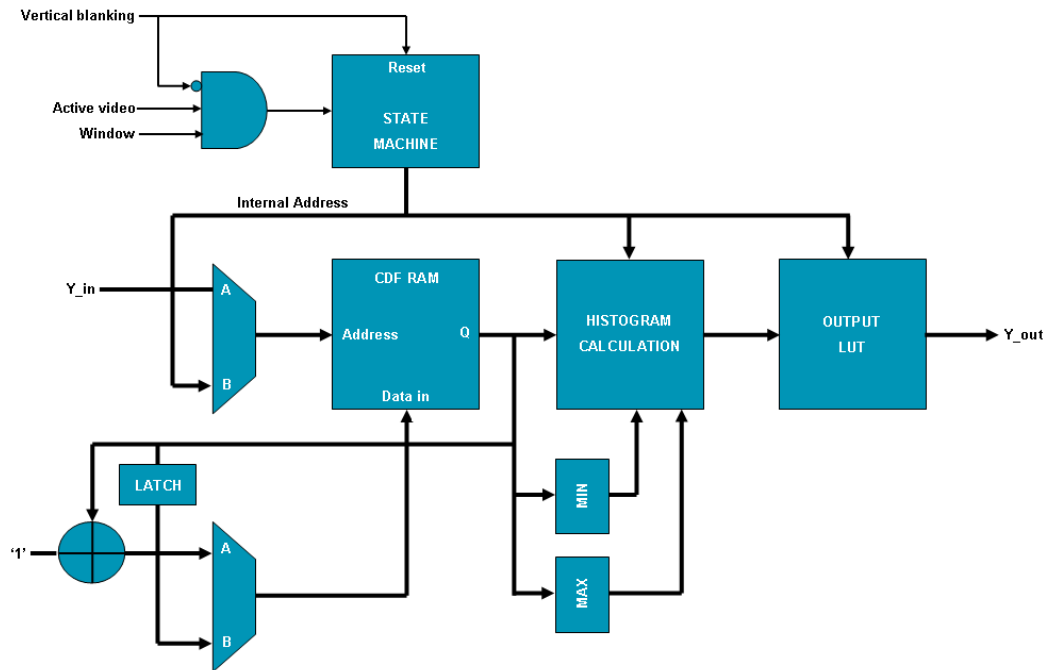 Vertical blanking
Reset
Active video
STATE
Window
MACHINE
Internal Address
CDF RAM
Y_in
A
HISTOGRAM
OUTPUT
Address
Q
Y_out
CALCULATION
LUT
B
Data in
LATCH
MIN
A
'1'
MAX
B